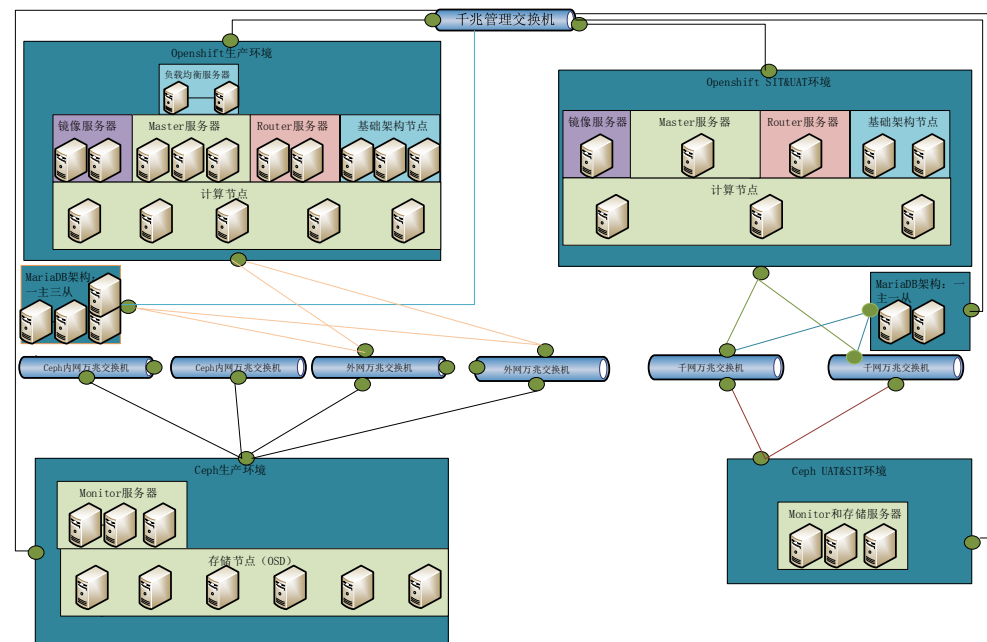 千兆管理交换机
Openshift生产环境
负载均衡服务器
镜像服务器
Master服务器
Router服务器
基础架构节点
计算节点
Openshift SIT&UAT环境
镜像服务器
Master服务器
Router服务器
基础架构节点
计算节点
MariaDB架构：
一主三从
MariaDB架构：一
主一从
Ceph内网万兆交换机
Ceph内网万兆交换机
外网万兆交换机
外网万兆交换机
千网万兆交换机
千网万兆交换机
Ceph生产环境
Monitor服务器
存储节点（OSD）
Ceph UAT&SIT环境
Monitor和存储服务器